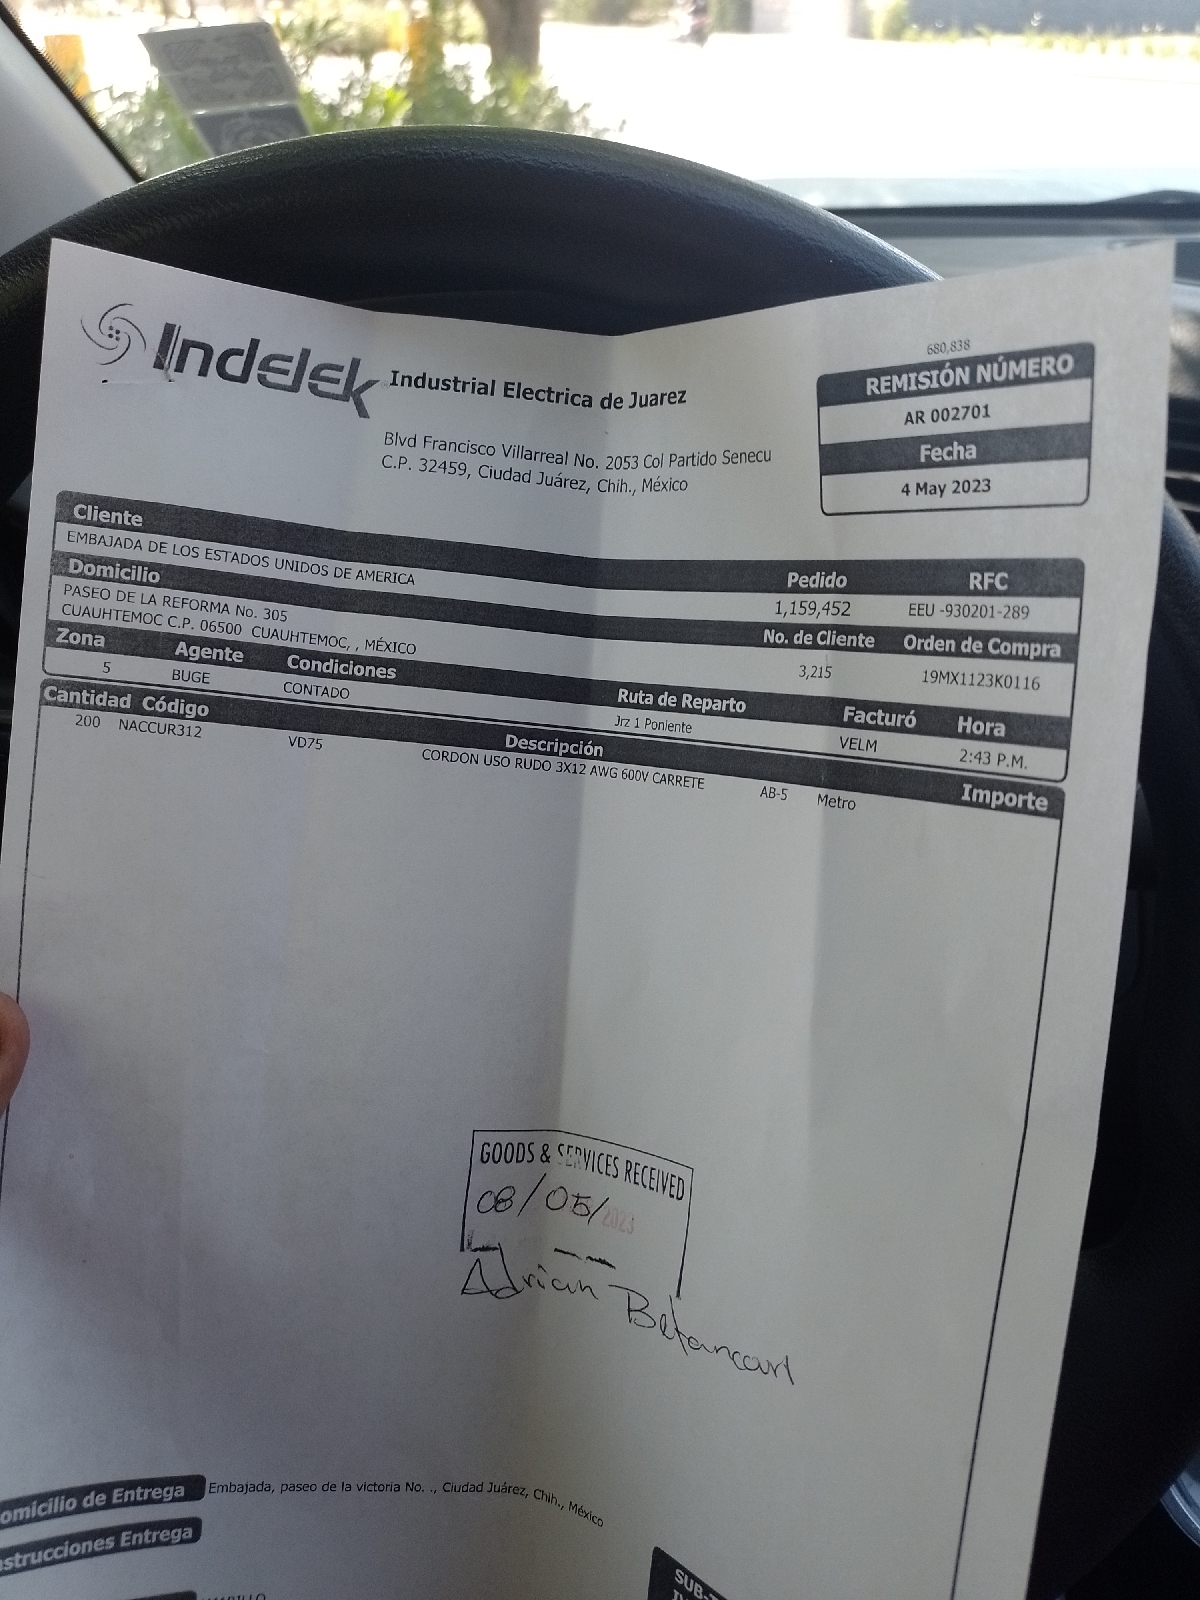 Indelek
Industrial Electrica de Juarez
Blvd Francisco Villarreal No. 2053 Col Partido Senecu
C.P. 32459, Ciudad Juárez, Chih., México
680,838
REMISIÓN NÚMERO
AR 002701
Fecha
4 May 2023
Cliente
EMBAJADA DE LOS ESTADOS UNIDOS DE AMERICA
Pedido RFC
1,159,452 EEU -930201-289
Domicilio
PASEO DE LA REFORMA No. 305
CUAUHTEMOC C.P. 06500 CUAUHTEMOC, , MÉXICO
No. de Cliente Orden de Compra
3,215 19MX1123K0116
Zona Agente Condiciones Ruta de Reparto Facturó Hora
5 BUGE CONTADO Jrz 1 Poniente VELM 2:43 P.M.
Cantidad Código Descripción Importe
200 NACCUR312 VD75 CORDON USO RUDO 3X12 AWG 600V CARRETE AB-5 Metro
GOODS & SERVICES RECEIVED
08/05/2023
Adrian Betancourt
omicilio de Entrega Embajada, paseo de la victoria No. ., Ciudad Juárez, Chih., México
strucciones Entrega
SUB-T